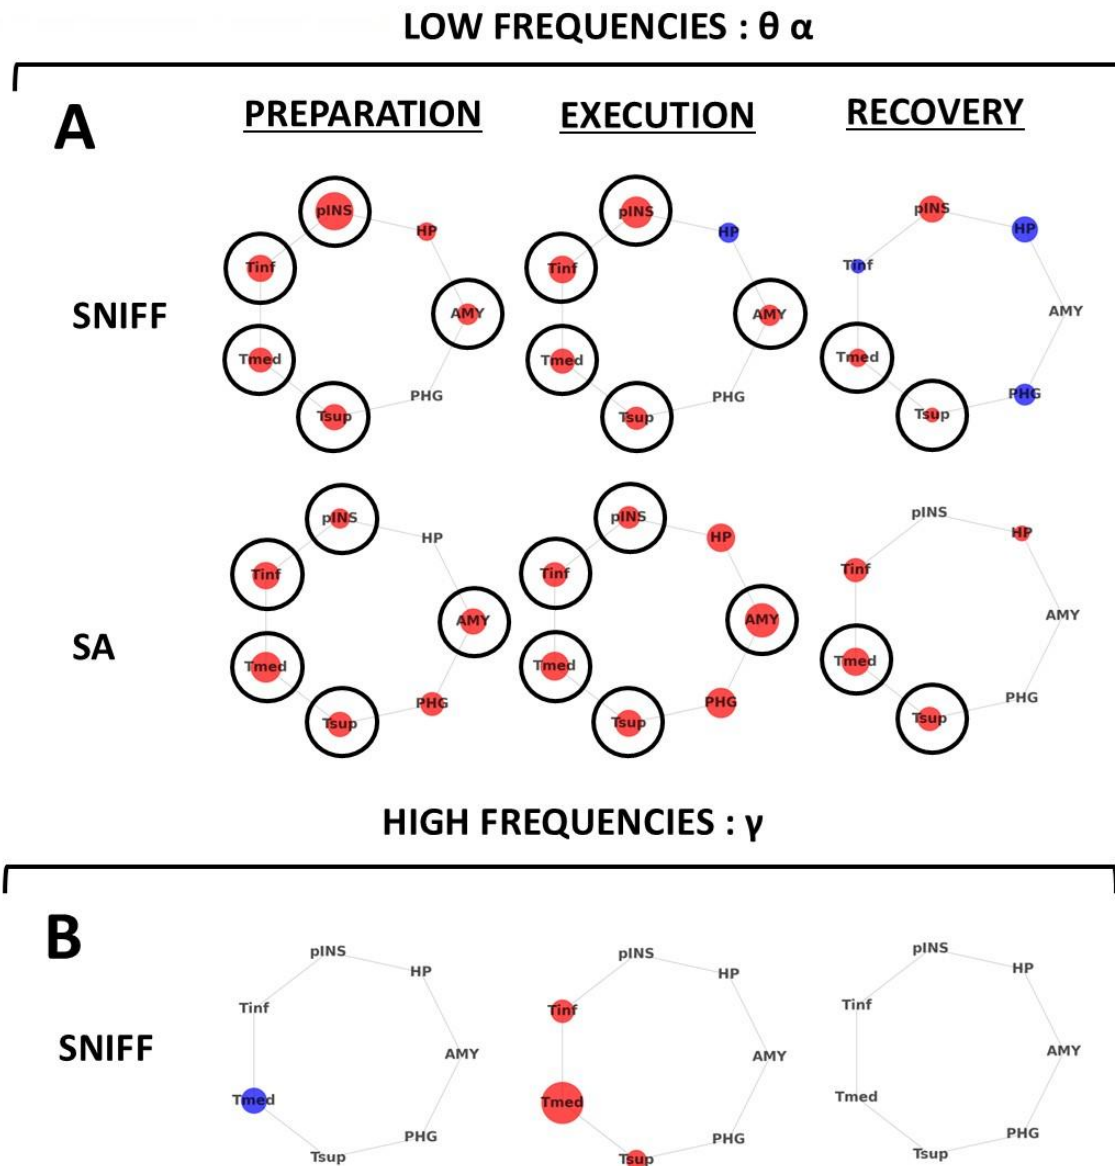 LOW FREQUENCIES : θ α
A
PREPARATION EXECUTION RECOVERY
SNIFF
pINS HP AMY PHG Tsup Tmed Tinf
pINS HP AMY PHG Tsup Tmed Tinf
pINS HP AMY PHG Tsup Tmed Tinf
SA
pINS HP AMY PHG Tsup Tmed Tinf
pINS HP AMY PHG Tsup Tmed Tinf
pINS HP AMY PHG Tsup Tmed Tinf
HIGH FREQUENCIES : γ
B
SNIFF
pINS HP AMY PHG Tsup Tmed Tinf
pINS HP AMY PHG Tsup Tmed Tinf
pINS HP AMY PHG Tsup Tmed Tinf